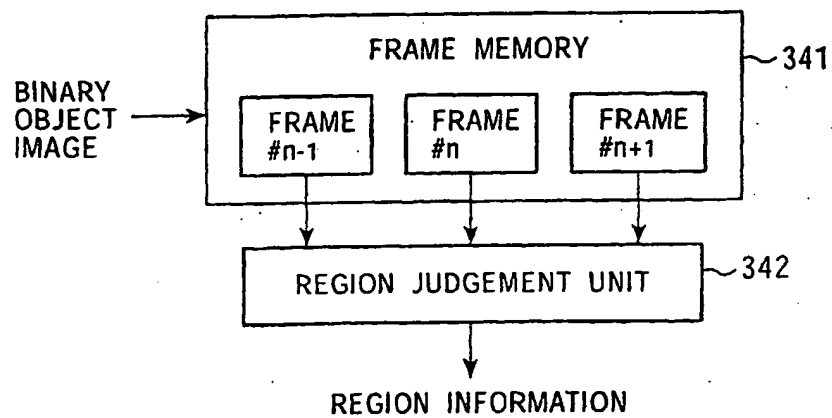 FRAME MEMORY
341
BINARY
OBJECT
IMAGE
FRAME
#n-1
FRAME
#n
FRAME
#n+1
REGION JUDGEMENT UNIT
342
REGION INFORMATION